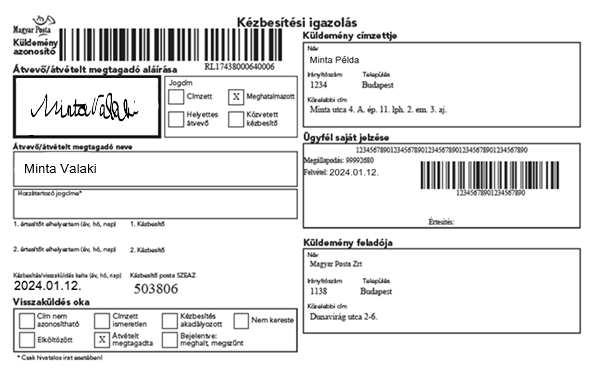 Kézbesítési igazolás
Magyar Posta
Küldemény azonosító
RL17438000640006
Átvevő/átvételt megtagadó aláírása
Minta Valaki
Jogcím
Címzett
X Meghatalmazott
Helyettes átvevő
Közvetett kézbesítő
Átvevő/átvételt megtagadó neve
Minta Valaki
Hozzátartozó jogcíme*
1. értesítőt elhelyeztem (év, hó, nap) 1. Kézbesítő
2. értesítőt elhelyeztem (év, hó, nap) 2. Kézbesítő
Kézbesítés/visszaküldés kelte (év, hó, nap) Kézbesítő posta SZEAZ
2024.01.12. 503806
Visszaküldés oka
Cím nem azonosítható
Címzett ismeretlen
Kézbesítés akadályozott
Nem kereste
Elköltözött
X Átvételt megtagadta
Bejelentve: meghalt, megszűnt
* Csak hivatalos irat esetében!
Küldemény címzettje
Név
Minta Példa
Irányítószám Település
1234 Budapest
Közelebbi cím
Minta utca 4. A. ép. 11. lph. 2. em. 3. aj.
Ügyfél saját jelzése
1234567890123456789012345678901234567890
Megállapodás: 99992680
Felvétel: 2024.01.12.
12345678901234567890
Értesítés:
Küldemény feladója
Név
Magyar Posta Zrt
Irányítószám Település
1138 Budapest
Közelebbi cím
Dunavirág utca 2-6.